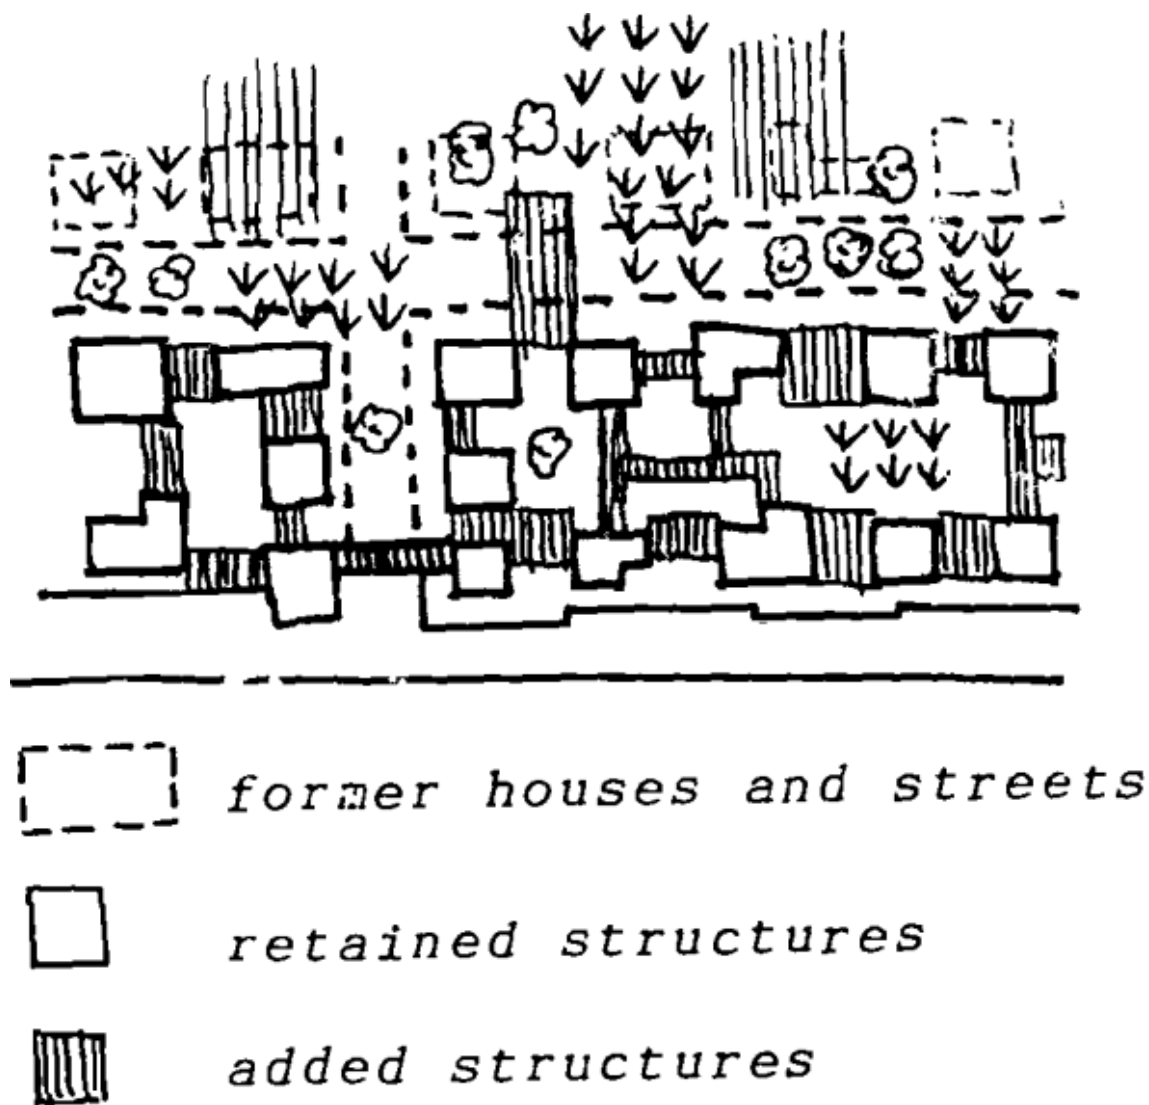 former houses and streets
retained structures
added structures